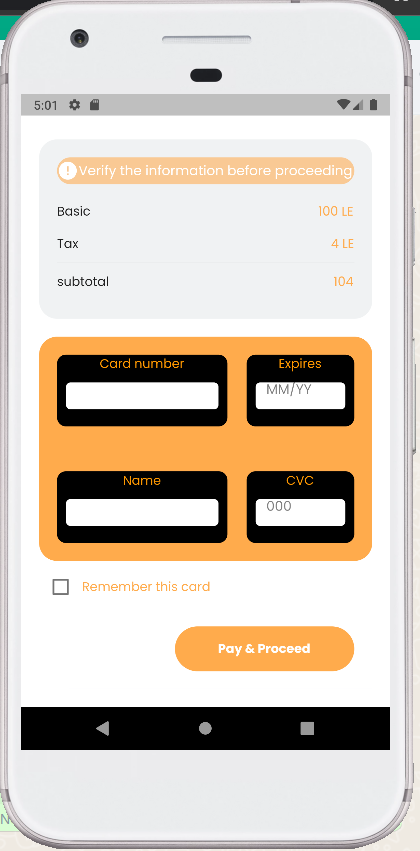 5:01
! Verify the information before proceeding
Basic 100 LE
Tax 4 LE
subtotal 104
Card number Expires
MM/YY
Name CVC
000
Remember this card
Pay & Proceed